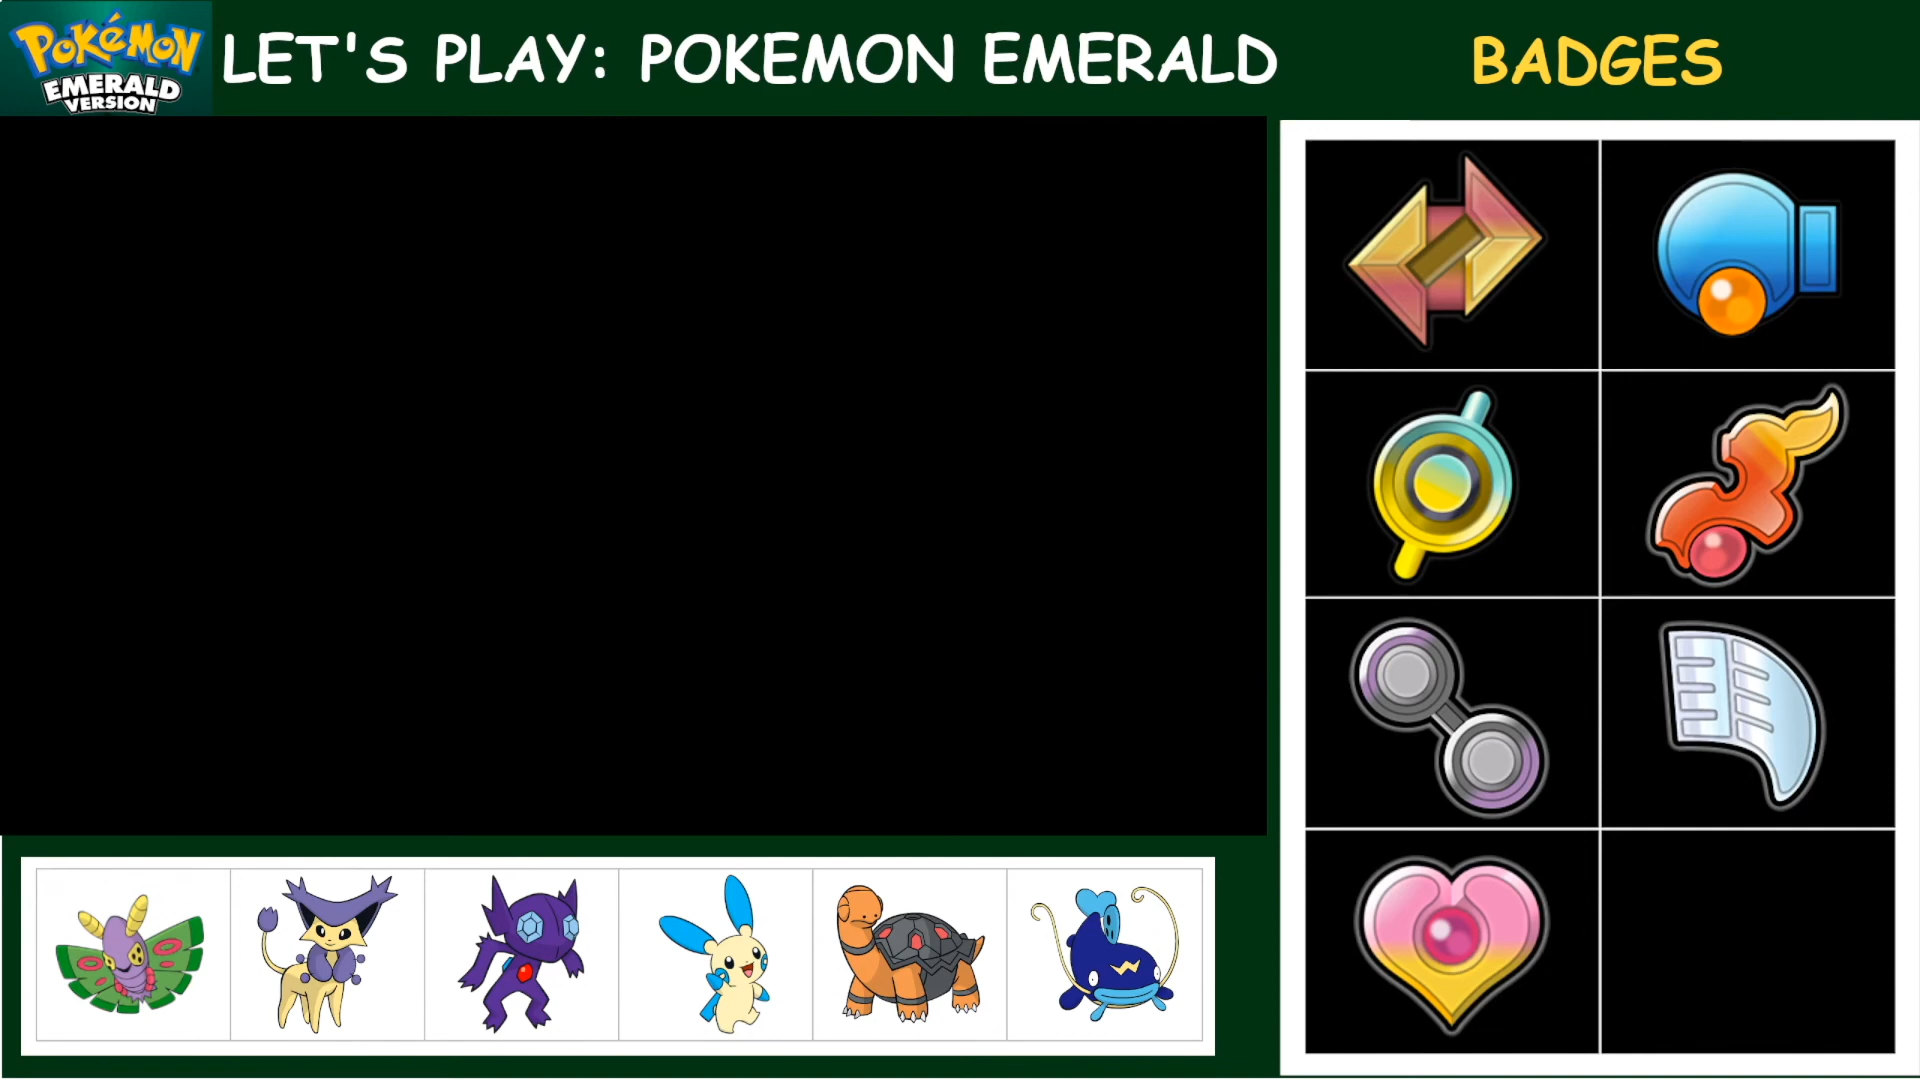 POKéMON
EMERALD
VERSION
LET'S PLAY: POKEMON EMERALD
BADGES